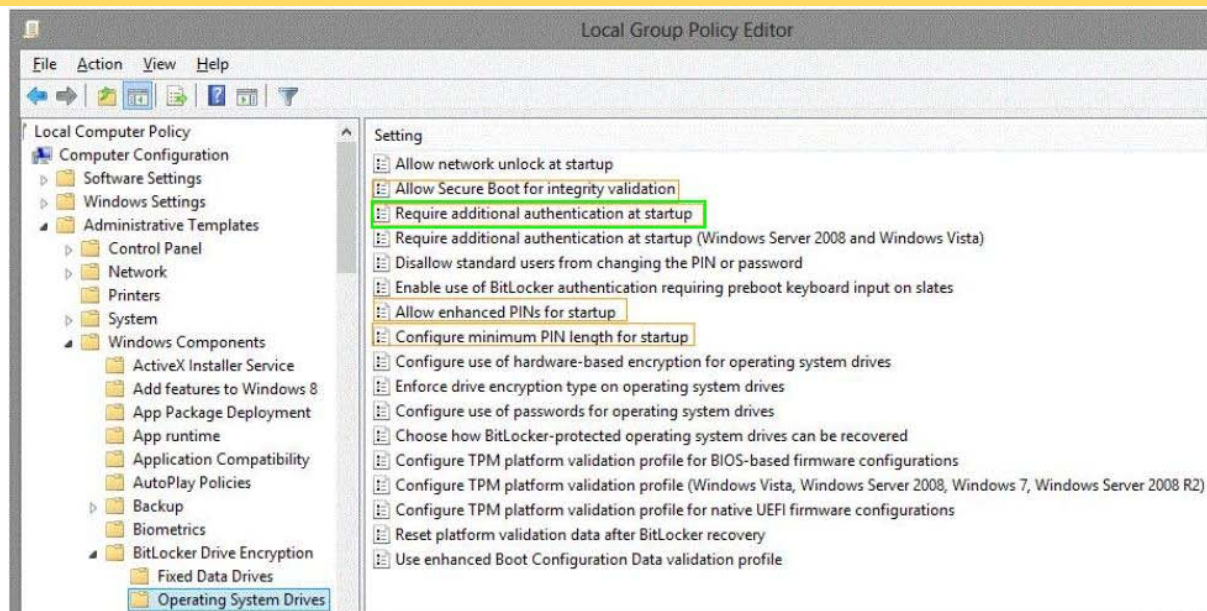 Local Group Policy Editor
File Action View Help
Local Computer Policy
Computer Configuration
Software Settings
Windows Settings
Administrative Templates
Control Panel
Network
Printers
System
Windows Components
ActiveX Installer Service
Add features to Windows 8
App Package Deployment
App runtime
Application Compatibility
AutoPlay Policies
Backup
Biometrics
BitLocker Drive Encryption
Fixed Data Drives
Operating System Drives
Setting
Allow network unlock at startup
Allow Secure Boot for integrity validation
Require additional authentication at startup
Require additional authentication at startup (Windows Server 2008 and Windows Vista)
Disallow standard users from changing the PIN or password
Enable use of BitLocker authentication requiring preboot keyboard input on slates
Allow enhanced PINs for startup
Configure minimum PIN length for startup
Configure use of hardware-based encryption for operating system drives
Enforce drive encryption type on operating system drives
Configure use of passwords for operating system drives
Choose how BitLocker-protected operating system drives can be recovered
Configure TPM platform validation profile for BIOS-based firmware configurations
Configure TPM platform validation profile (Windows Vista, Windows Server 2008, Windows 7, Windows Server 2008 R2)
Configure TPM platform validation profile for native UEFI firmware configurations
Reset platform validation data after BitLocker recovery
Use enhanced Boot Configuration Data validation profile